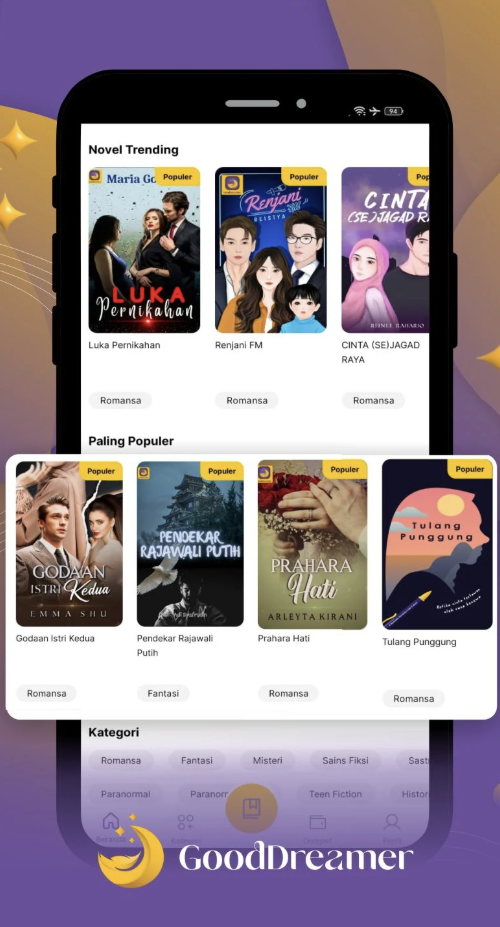 94
Novel Trending
Maria Go
Populer
LUKA
Pernikahan
Populer
Renjani
Pop
CINTA
(SE)JAGAD RA
Luka Pernikahan
Renjani FM
CINTA (SE)JAGAD
RAYA
Romansa
Romansa
Romansa
Paling Populer
Populer
GODAAN
ISTRI Kedua
EMMA SHU
Populer
PENDEKAR
RAJAWALI PUTIH
Populer
PRAHARA
Hati
ARLEYTA KIRANI
Populer
Tulang
Punggung
Godaan Istri Kedua
Pendekar Rajawali
Putih
Prahara Hati
Tulang Punggung
Romansa
Fantasi
Romansa
Romansa
Kategori
Romansa
Fantasi
Misteri
Sains Fiksi
Sast
Paranormal
Paranorr
Teen Fiction
Histor
GoodDreamer